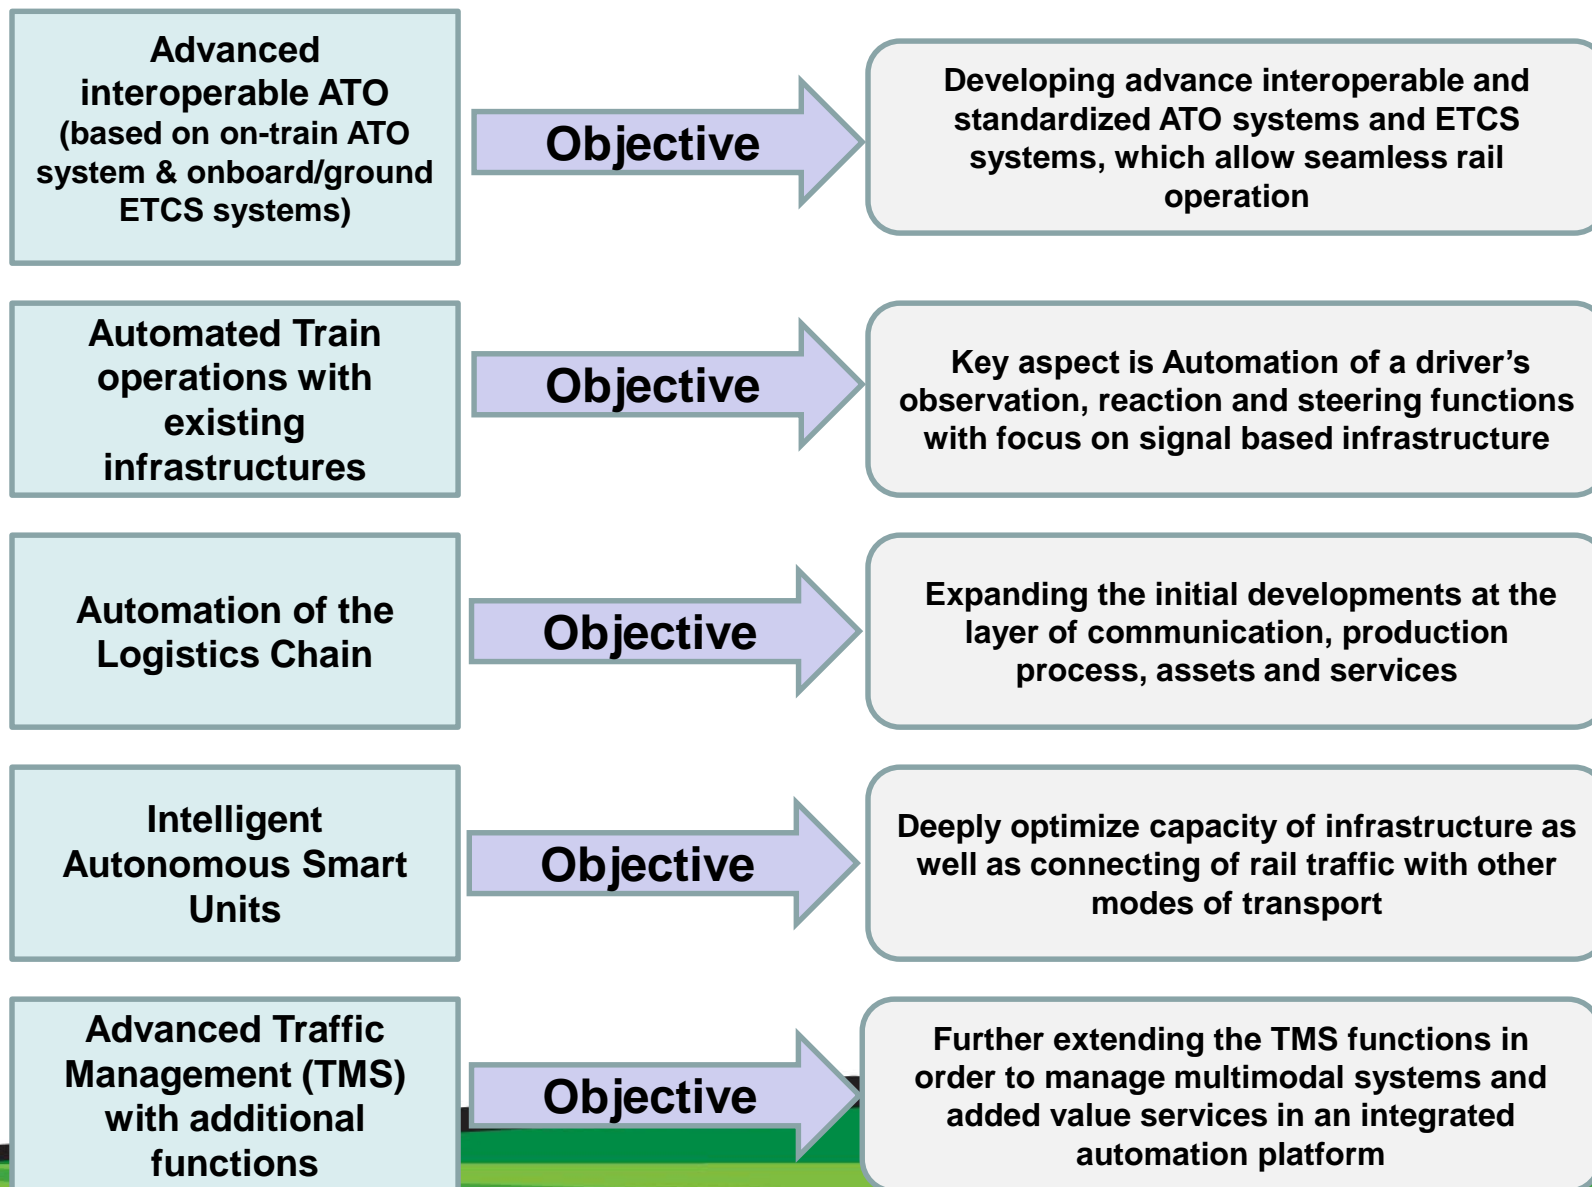 Advanced
interoperable ATO
(based on on-train ATO
system & onboard/ground
ETCS systems)
Objective
Developing advance interoperable and
standardized ATO systems and ETCS
systems, which allow seamless rail
operation
Automated Train
operations with
existing
infrastructures
Objective
Key aspect is Automation of a driver’s
observation, reaction and steering functions
with focus on signal based infrastructure
Automation of the
Logistics Chain
Objective
Expanding the initial developments at the
layer of communication, production
process, assets and services
Intelligent
Autonomous Smart
Units
Objective
Deeply optimize capacity of infrastructure as
well as connecting of rail traffic with other
modes of transport
Advanced Traffic
Management (TMS)
with additional
functions
Objective
Further extending the TMS functions in
order to manage multimodal systems and
added value services in an integrated
automation platform